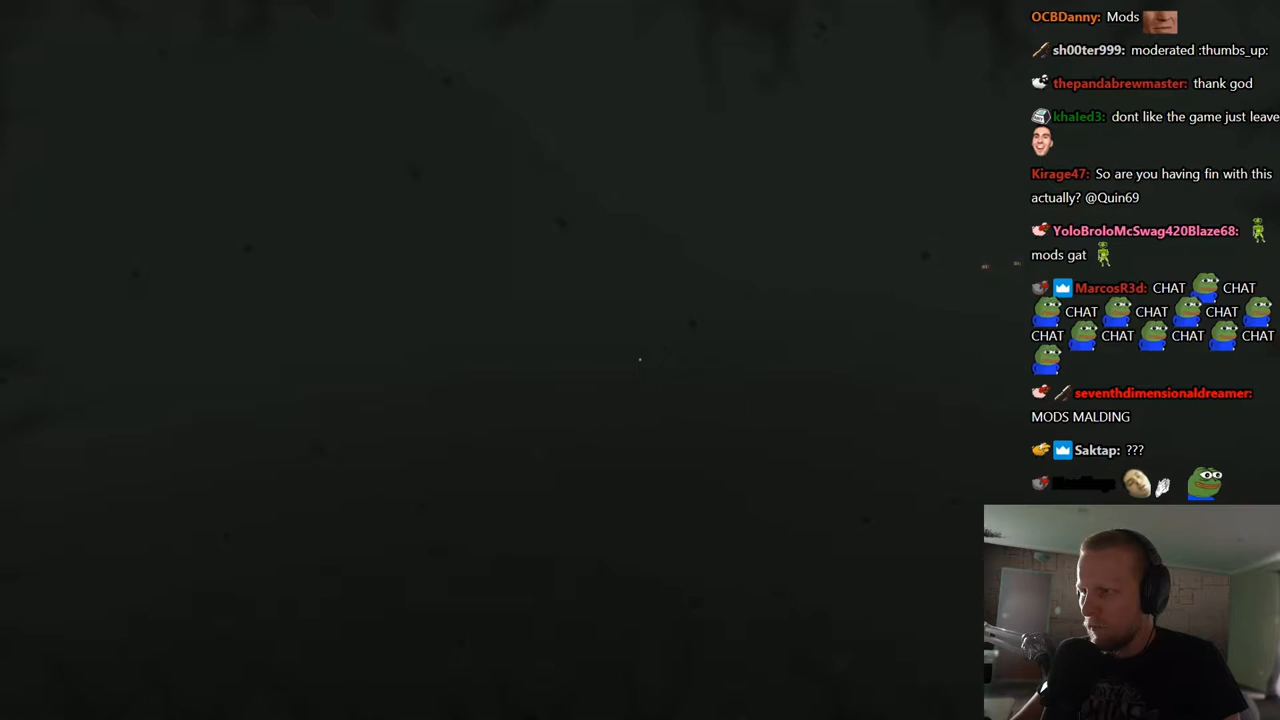 OCBDanny: Mods
sh00ter999: moderated :thumbs_up:
thepandabrewmaster: thank god
khaled3: dont like the game just leave
Kirage47: So are you having fin with this
actually? @Quin69
YoloBroloMcSwag420Blaze68:
mods gat
MarcosR3d: CHAT CHAT
CHAT CHAT CHAT
CHAT CHAT CHAT CHAT
seventhdimensionaldreamer:
MODS MALDING
Saktap: ???